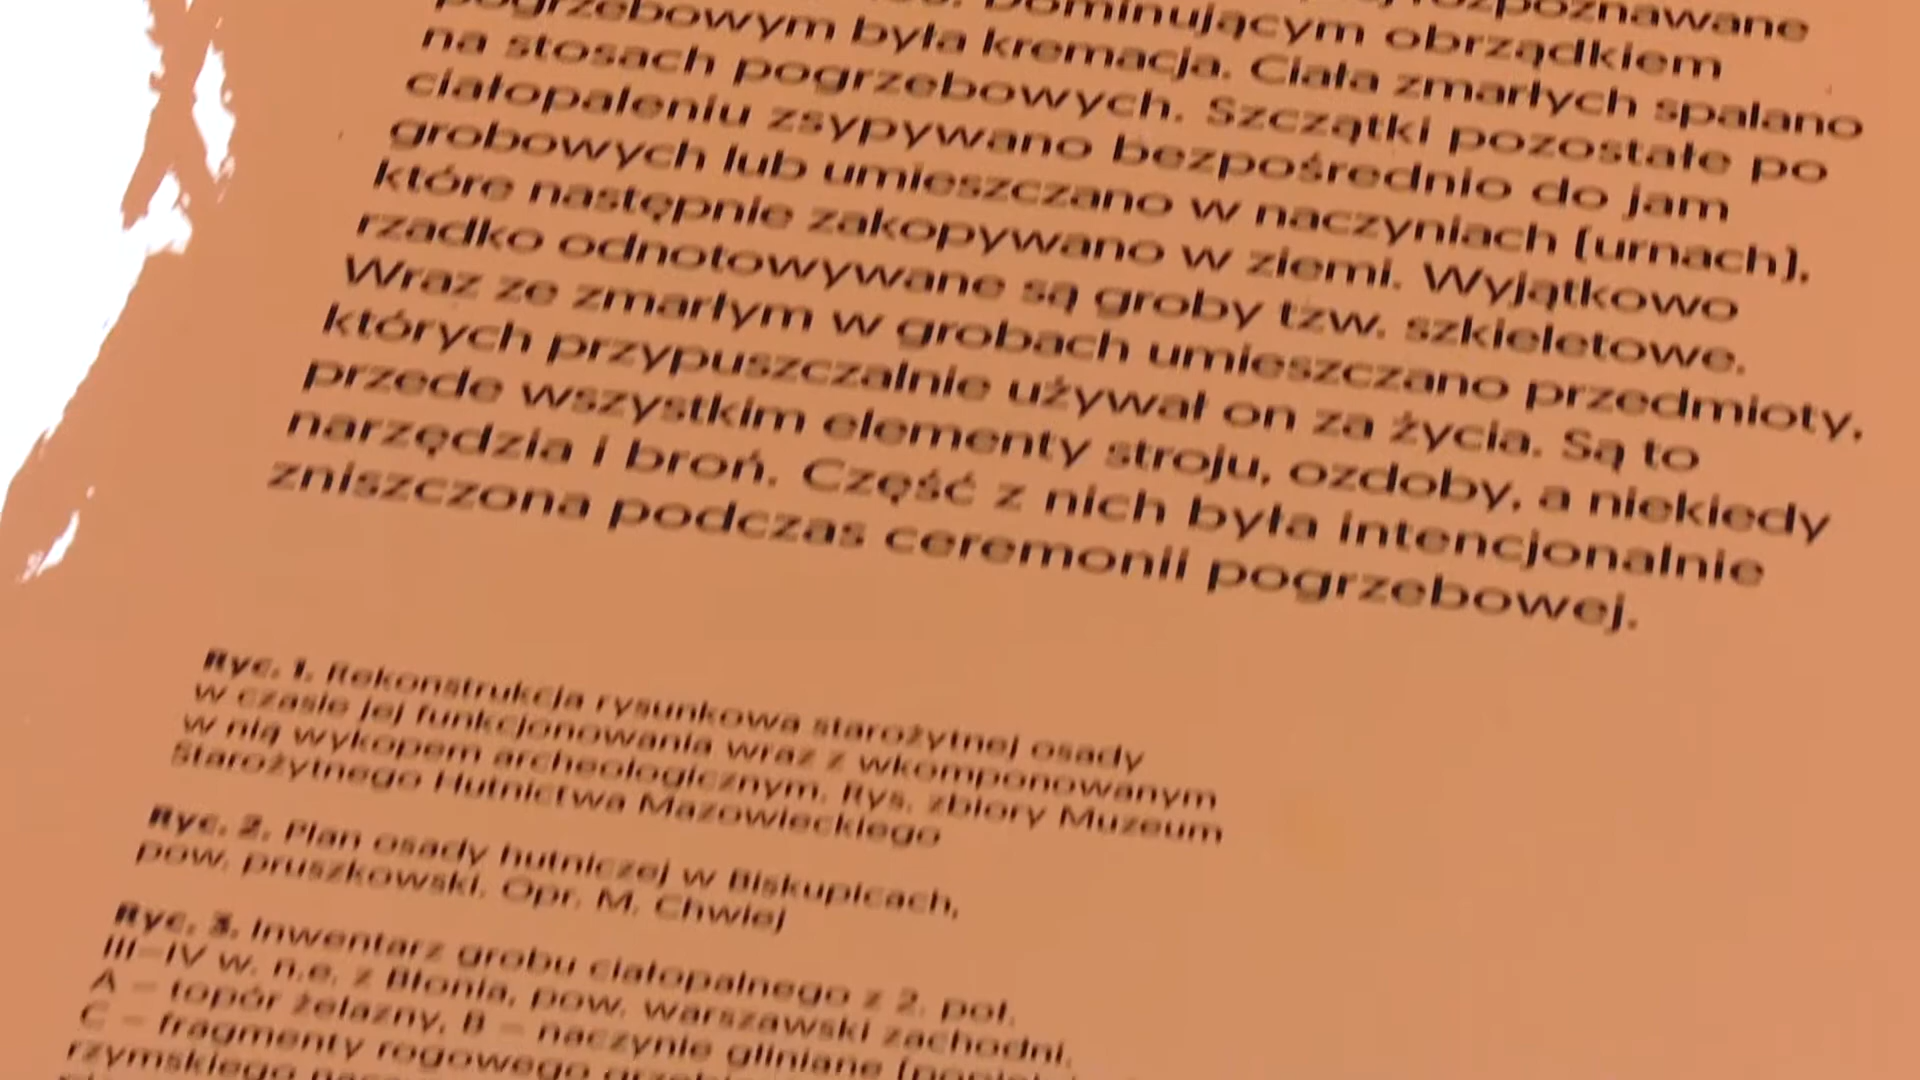 rozpoznawane
Dominującym obrządkiem
pogrzebowym była kremacja. Ciała zmarłych spalano
na stosach pogrzebowych. Szczątki pozostałe po
ciałopaleniu zsypywano bezpośrednio do jam
grobowych lub umieszczano w naczyniach (urnach),
które następnie zakopywano w ziemi. Wyjątkowo
rzadko odnotowywane są groby tzw. szkieletowe.
Wraz ze zmarłym w grobach umieszczano przedmioty,
których przypuszczalnie używał on za życia. Są to
przede wszystkim elementy stroju, ozdoby, a niekiedy
narzędzia i broń. Część z nich była intencjonalnie
zniszczona podczas ceremonii pogrzebowej.
Ryc. 1. Rekonstrukcja rysunkowa starożytnej osady
w czasie jej funkcjonowania wraz z wkomponowanym
w nią wykopem archeologicznym. Rys. zbiory Muzeum
Starożytnego Hutnictwa Mazowieckiego
Ryc. 2. Plan osady hutniczej w Biskupicach,
pow. pruszkowski. Opr. M. Chwiej
Ryc. 3. Inwentarz grobu ciałopalnego z 2. poł.
III–IV w. n.e. z Błonia, pow. warszawski zachodni.
A – topór żelazny, B – naczynie gliniane
C – fragmenty rogowego
rzymskiego